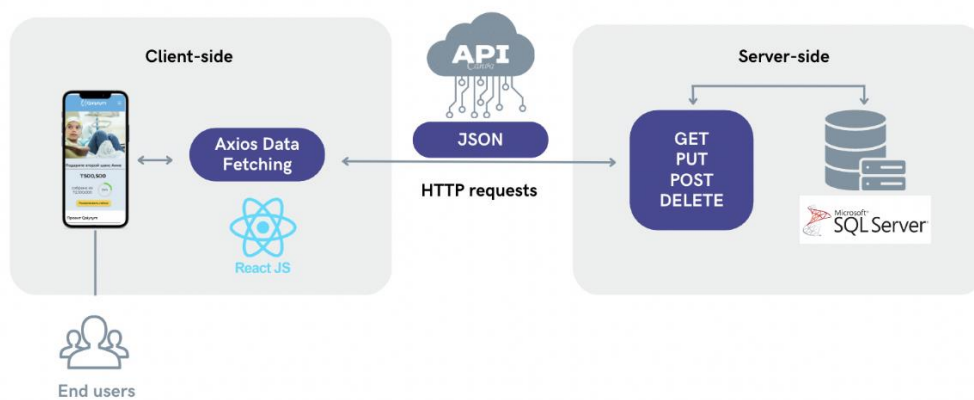 Client-side
API
Canva
Server-side
Axios Data
Fetching
JSON
HTTP requests
GET
PUT
POST
DELETE
React JS
Microsoft
SQL Server
End users